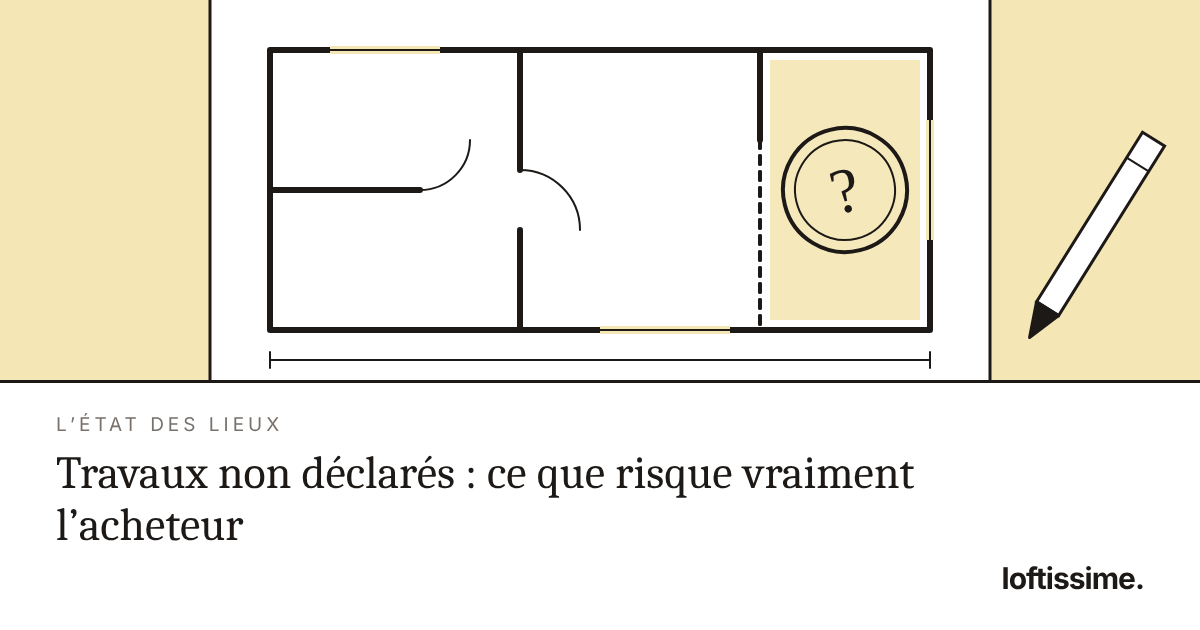 ?
L’ÉTAT DES LIEUX
Travaux non déclarés : ce que risque vraiment
l’acheteur
loftissime.